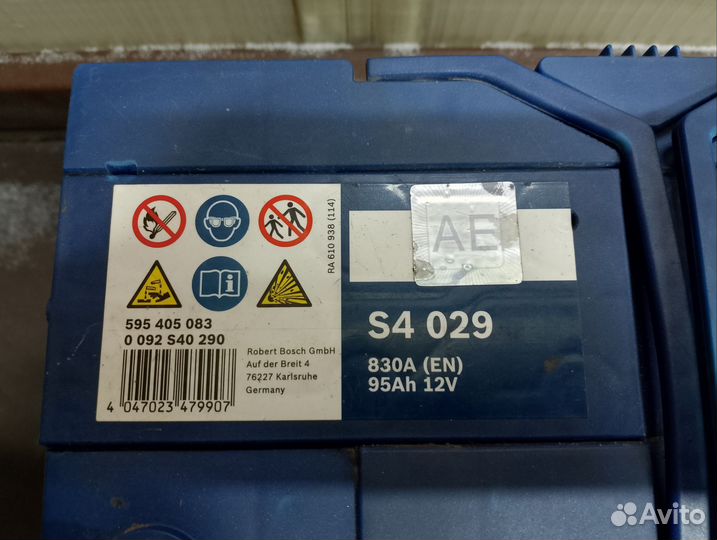 RA 610 938 (114)
AE
595 405 083
0 092 S40 290
Robert Bosch GmbH
Auf der Breit 4
76227 Karlsruhe
Germany
4 047023 479907
S4 029
830A (EN)
95Ah 12V
Avito